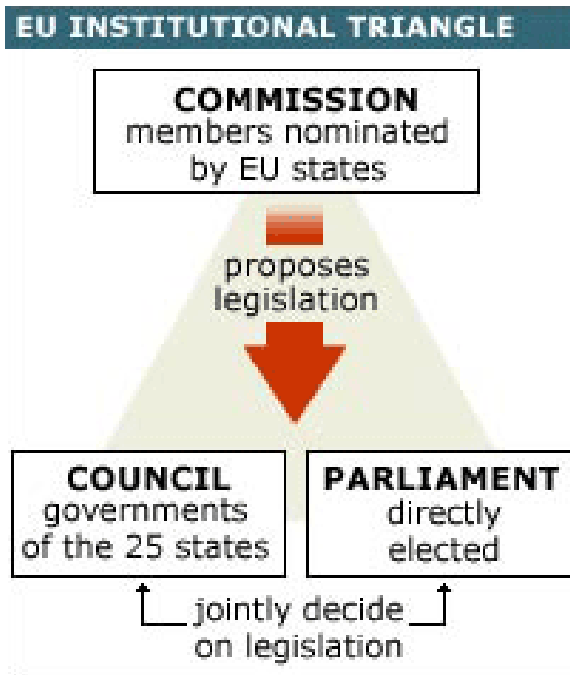 EU INSTITUTIONAL TRIANGLE
COMMISSION
members nominated
by EU states
proposes
legislation
COUNCIL
governments
of the 25 states
PARLIAMENT
directly
elected
jointly decide
on legislation